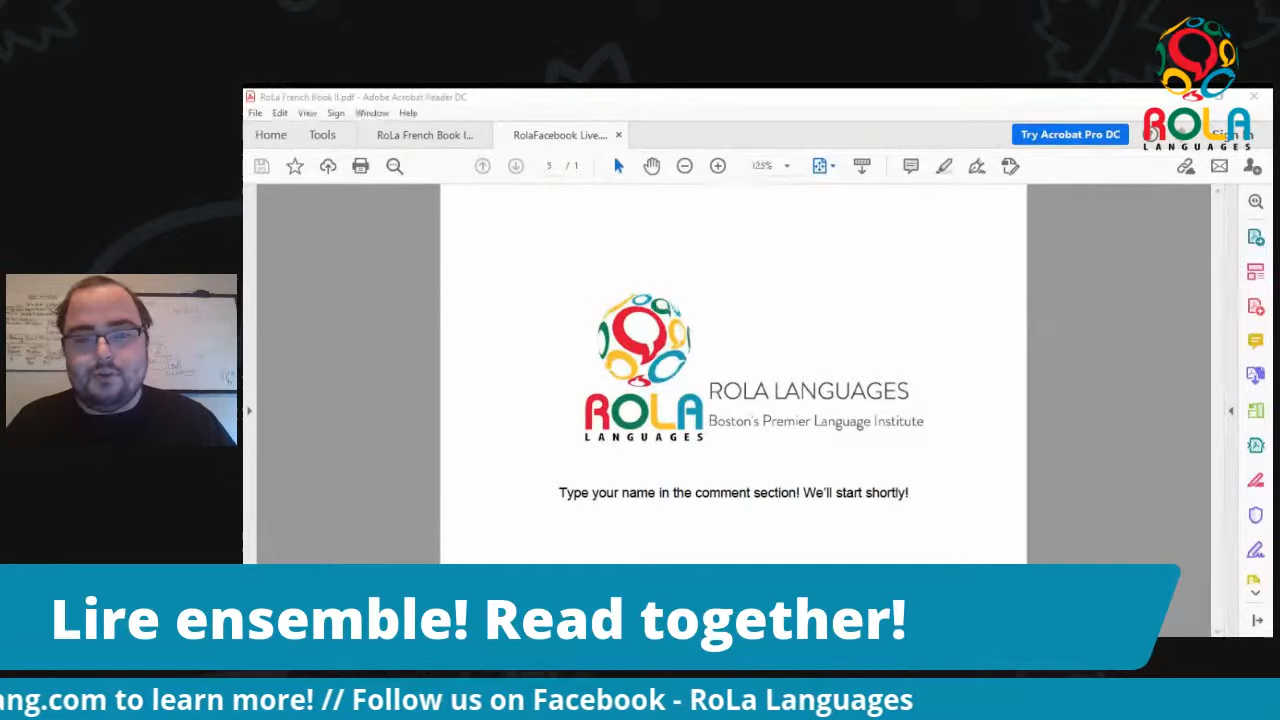 ROLA
LANGUAGES
RoLa French Book II.pdf - Adobe Acrobat Reader DC
File Edit View Sign Window Help
Home Tools RoLa French Book I... RolaFacebook Live....
Try Acrobat Pro DC
/ 1
ROLA
LANGUAGES
ROLA LANGUAGES
Boston's Premier Language Institute
Type your name in the comment section! We'll start shortly!
Lire ensemble! Read together!
ang.com to learn more! // Follow us on Facebook - RoLa Languages